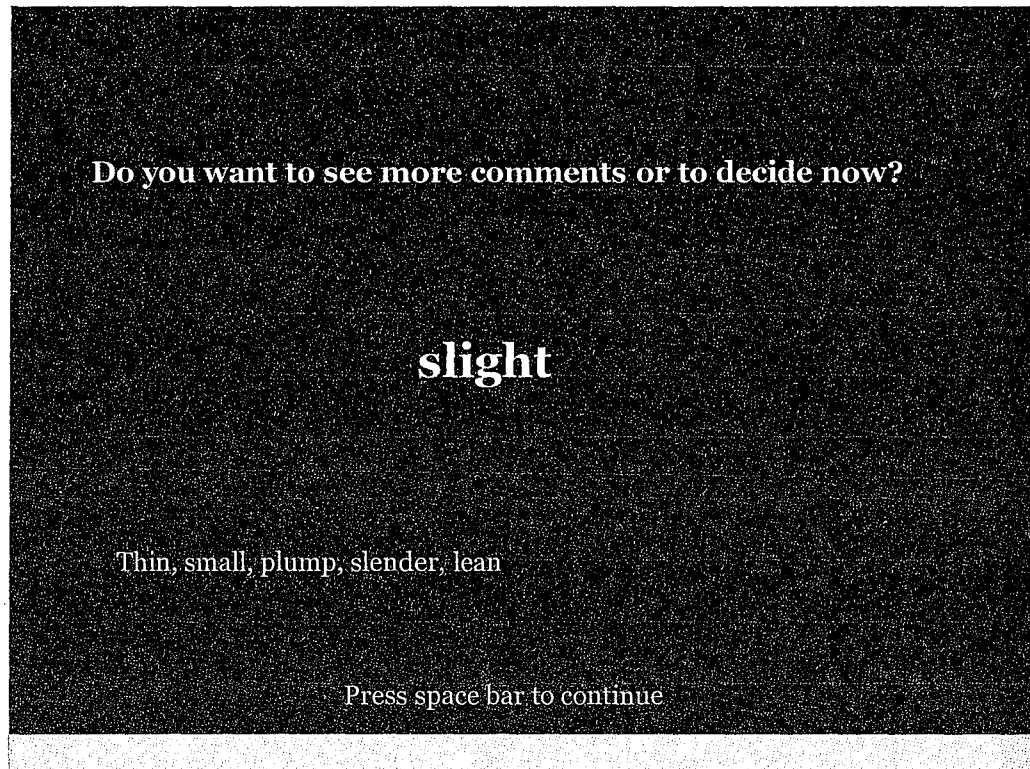 Do you want to see more comments or to decide now?
slight
Thin, small, plump, slender, lean
Press space bar to continue